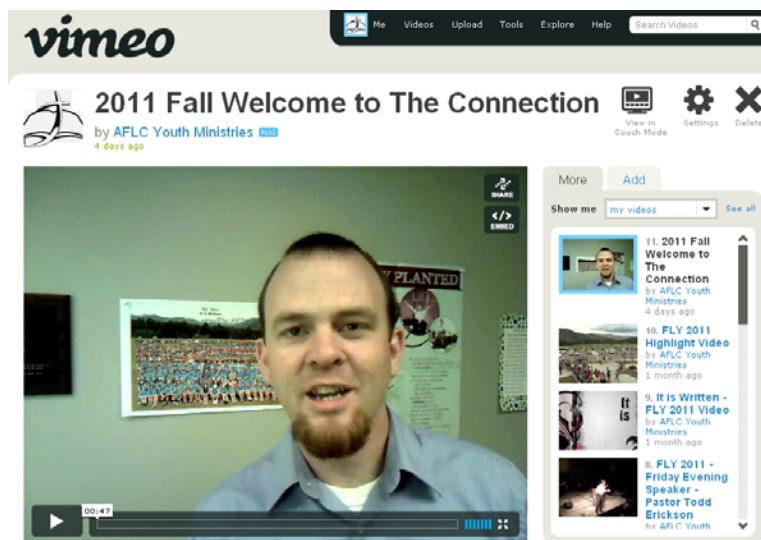 vimeo
Me Videos Upload Tools Explore Help Search Videos
2011 Fall Welcome to The Connection
by AFLC Youth Ministries PLUS
4 days ago
View in
Couch Mode
Settings
Delete
SHARE
</>
EMBED
PLANTED
00:47
More Add
Show me my videos See all
11. 2011 Fall
Welcome to
The
Connection
by AFLC Youth
Ministries
4 days ago
10. FLY 2011
Highlight Video
by AFLC Youth
Ministries
1 month ago
It
is
9. It is Written -
FLY 2011 Video
by AFLC Youth
Ministries
1 month ago
8. FLY 2011 -
Friday Evening
Speaker -
Pastor Todd
Erickson
by AFLC Youth